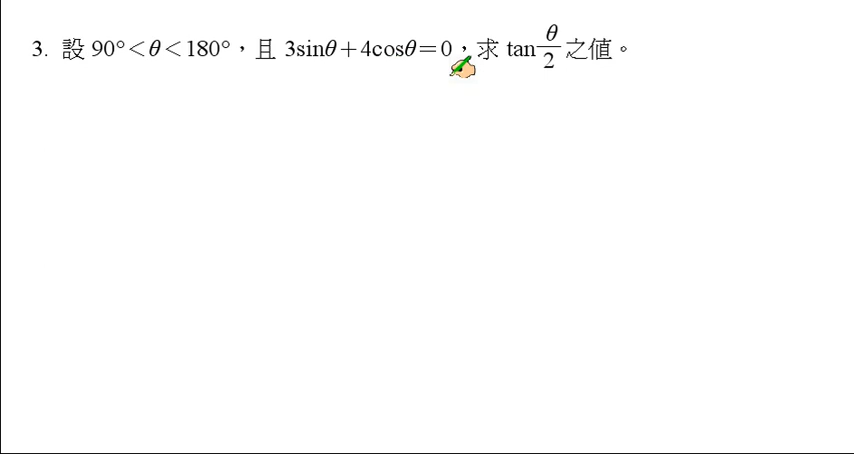 3. 設 90°<θ<180°，且 3sinθ+4cosθ=0，求 tan θ/2 之值。